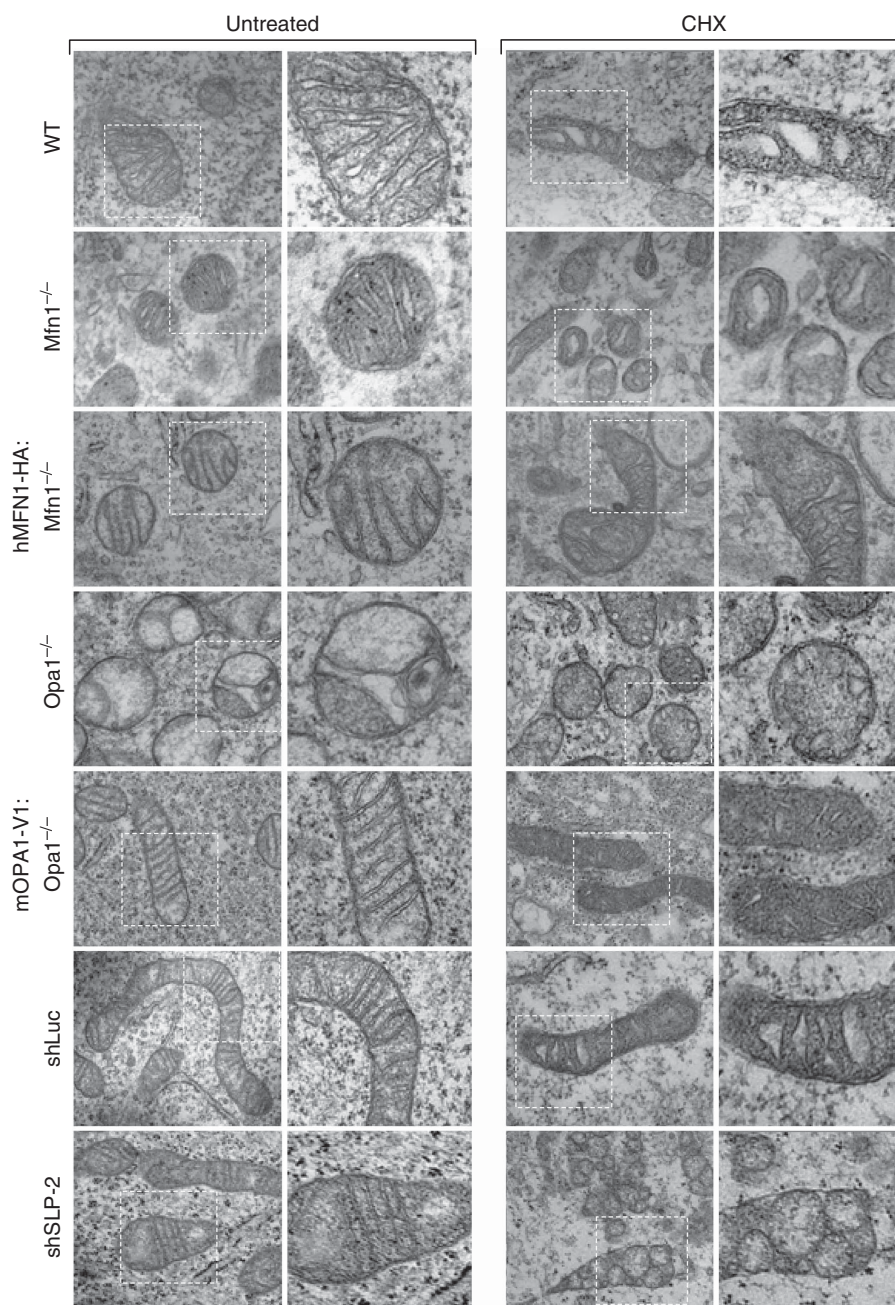 Untreated
CHX
WT
Mfn1–/–
hMFN1-HA:
Mfn1–/–
Opa1–/–
mOPA1-V1:
Opa1–/–
shLuc
shSLP-2